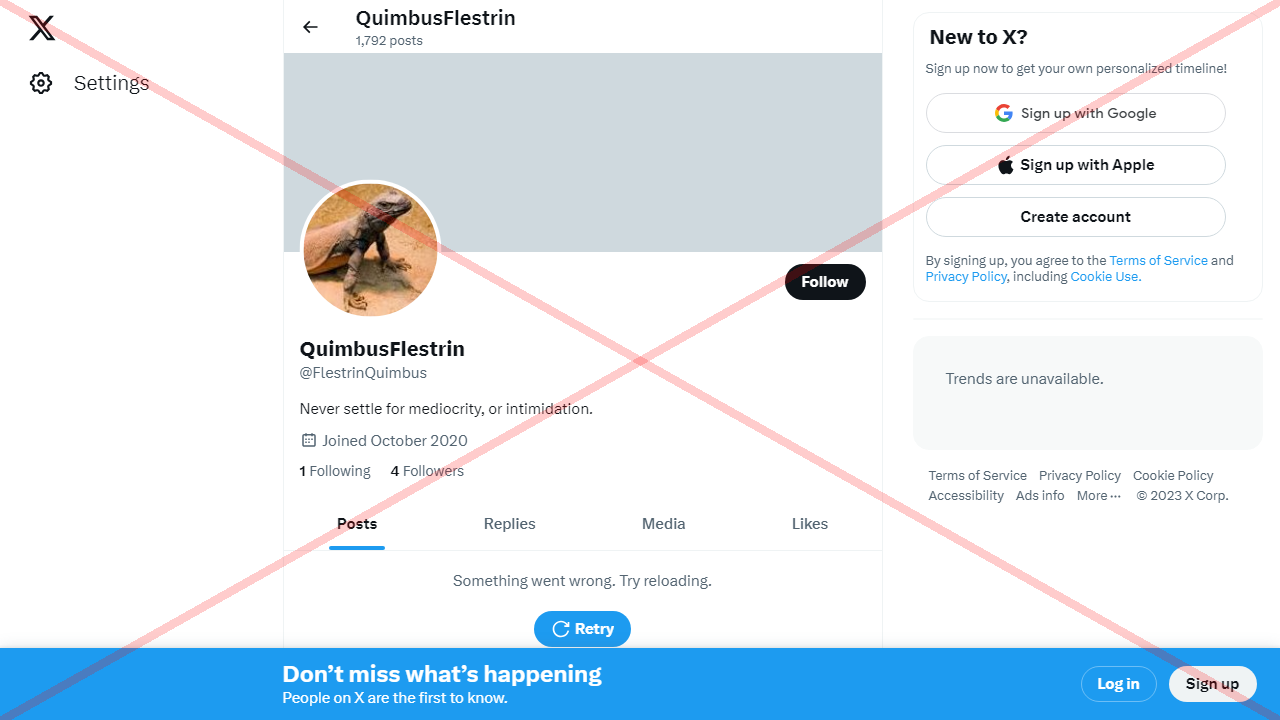 Settings
QuimbusFlestrin
1,792 posts
Follow
QuimbusFlestrin
@FlestrinQuimbus
Never settle for mediocrity, or intimidation.
Joined October 2020
1 Following 4 Followers
Posts Replies Media Likes
Something went wrong. Try reloading.
Retry
New to X?
Sign up now to get your own personalized timeline!
Sign up with Google
Sign up with Apple
Create account
By signing up, you agree to the Terms of Service and
Privacy Policy, including Cookie Use.
Trends are unavailable.
Terms of Service Privacy Policy Cookie Policy
Accessibility Ads info More ··· © 2023 X Corp.
Don’t miss what’s happening
People on X are the first to know.
Log in Sign up